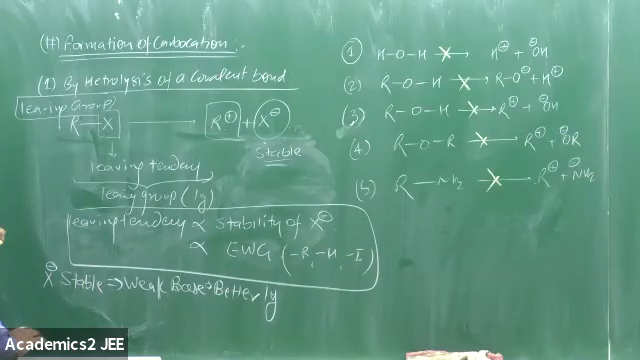 (#) Formation of Carbocation :-
(1) By Hetrolysis of a Covalent bond
leaving group
R — X ⟶ R⊕ + X⊖
Stable
leaving tendency
leaving group (lg)
leaving tendency ∝ Stability of X⊖
∝ EWG (-R, -H, -I)
X⊖ Stable ⇒ Weak Base ⇒ Better lg
(1) H-O-H ⟶ H⊕ + ⊖OH
(2) R-O-H ⟶ R-O⊖ + H⊕
(3) R-O-H ⟶ R⊕ + ⊖OH
(4) R-O-R ⟶ R⊕ + ⊖OR
(5) R-NH2 ⟶ R⊕ + ⊖NH2
Academics2 JEE